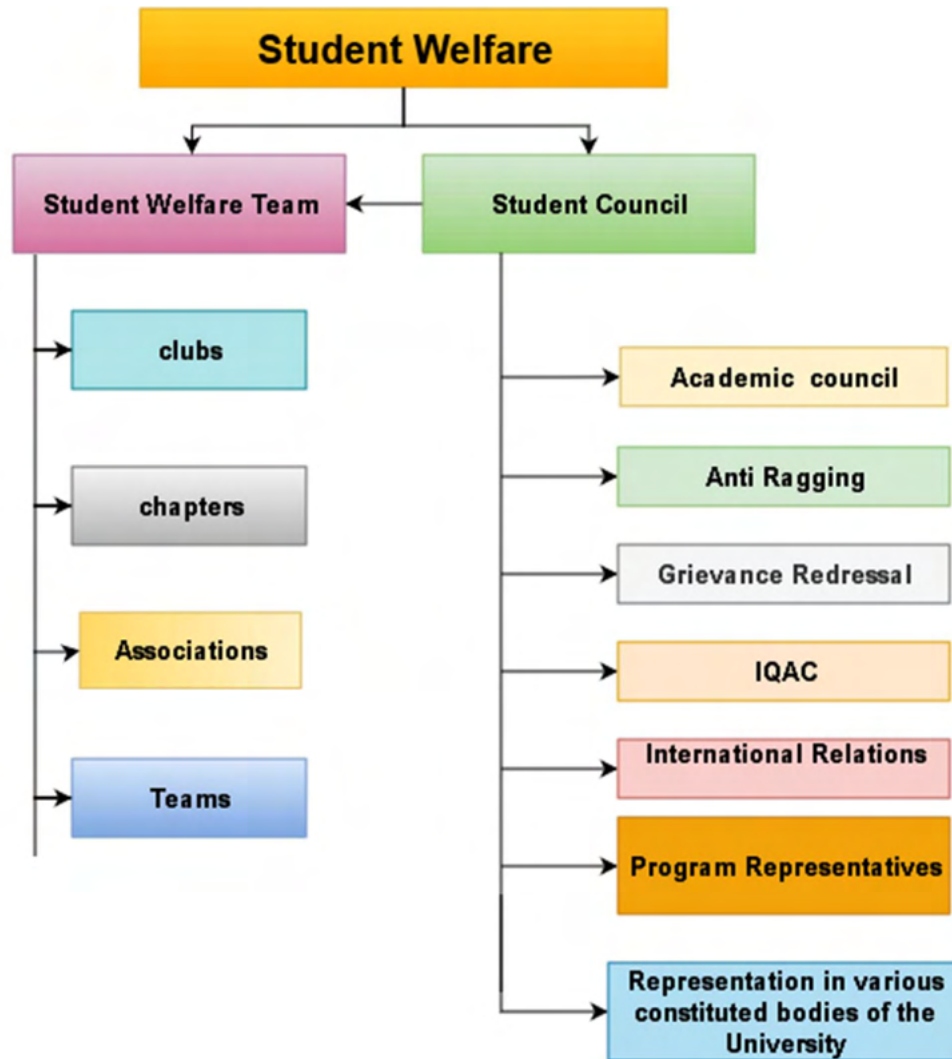 Student Welfare
Student Welfare Team
Student Council
clubs
chapters
Associations
Teams
Academic council
Anti Ragging
Grievance Redressal
IQAC
International Relations
Program Representatives
Representation in various
constituted bodies of the
University